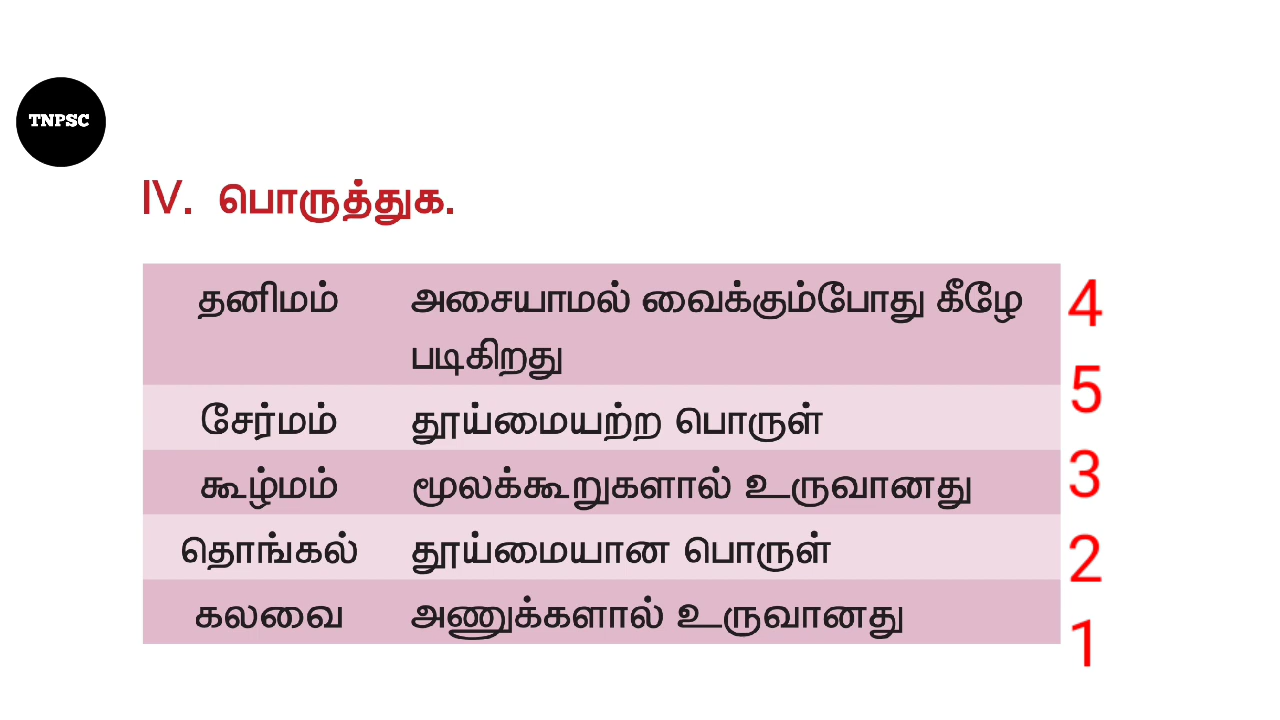 TNPSC
IV. பொருத்துக.
தனிமம் அசையாமல் வைக்கும்போது கீழே 4
படிகிறது
5
சேர்மம் தூய்மையற்ற பொருள்
கூழ்மம் மூலக்கூறுகளால் உருவானது 3
தொங்கல் தூய்மையான பொருள் 2
கலவை அணுக்களால் உருவானது 1